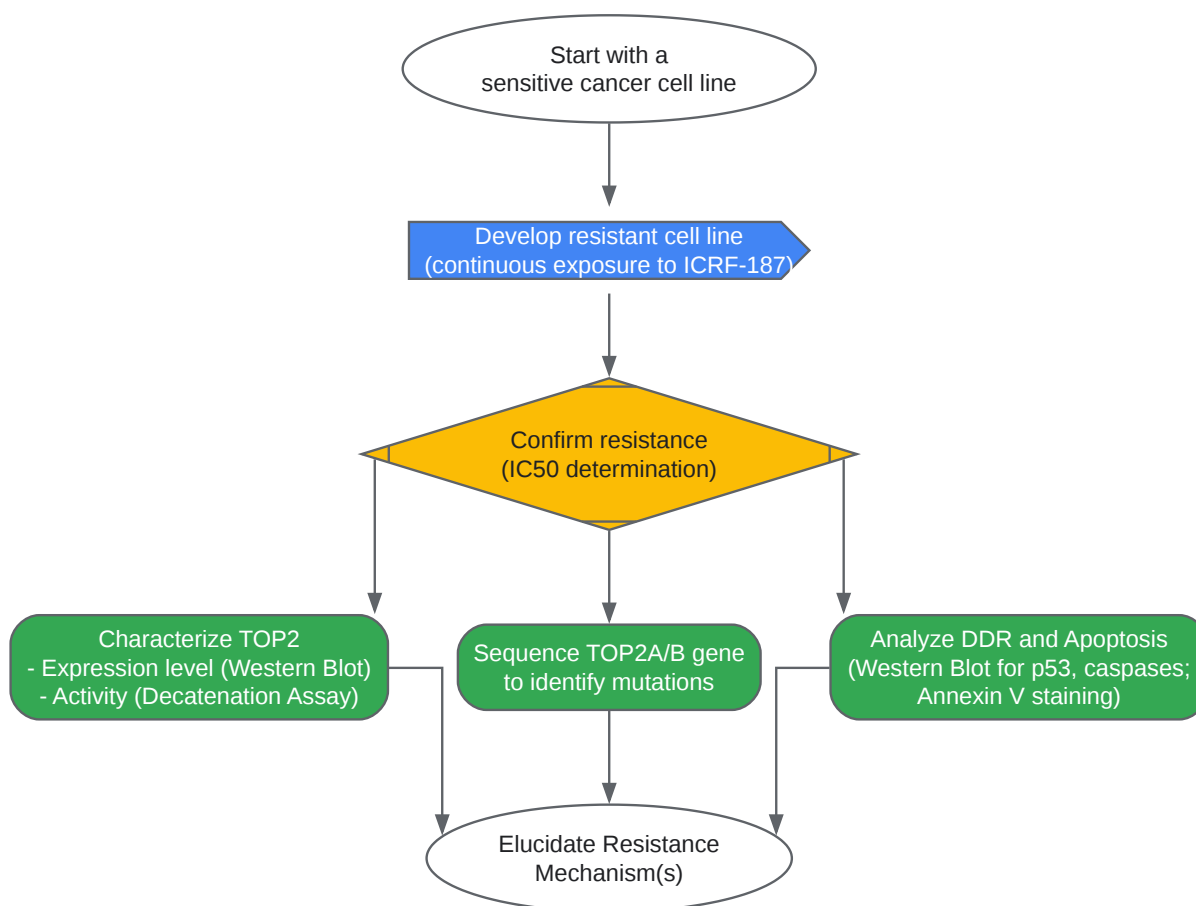 Start with a
sensitive cancer cell line
Develop resistant cell line
(continuous exposure to ICRF-187)
Confirm resistance
(IC50 determination)
Characterize TOP2
- Expression level (Western Blot)
- Activity (Decatenation Assay)
Sequence TOP2A/B gene
to identify mutations
Analyze DDR and Apoptosis
(Western Blot for p53, caspases;
Annexin V staining)
Elucidate Resistance
Mechanism(s)